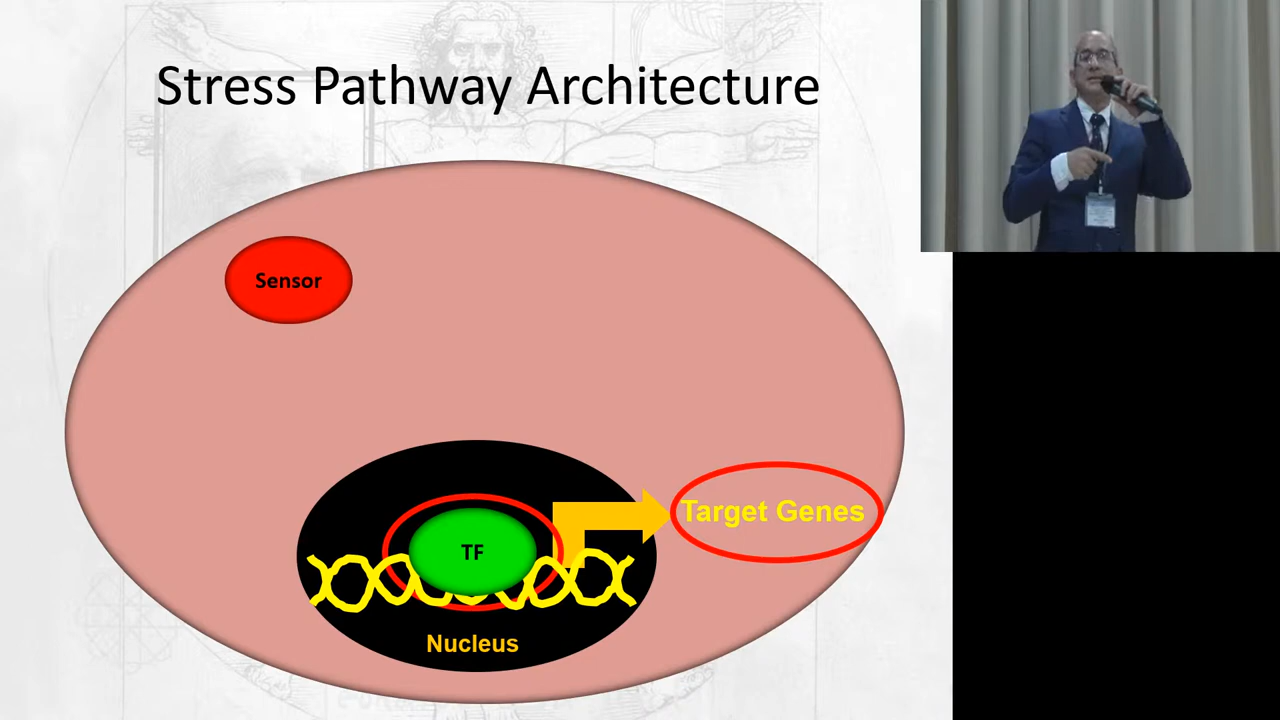 Stress Pathway Architecture
Sensor
Target Genes
TF
Nucleus